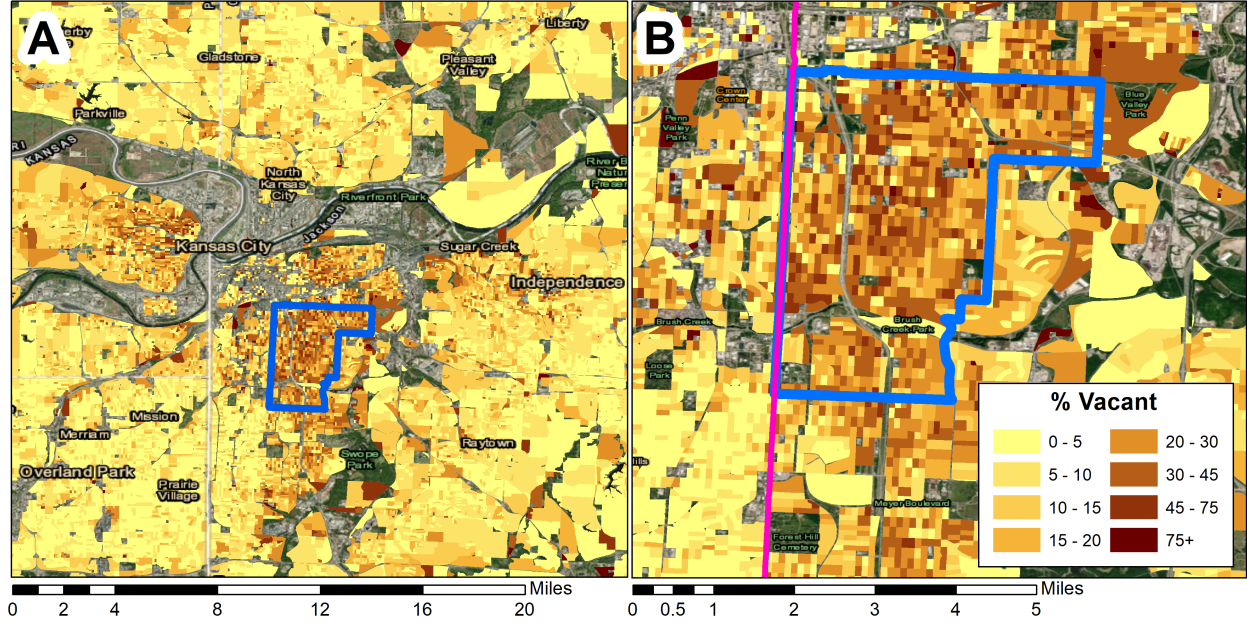 A
Liberty
Gladstone
Pleasant
Valley
Parkville
KANSAS
North
Kansas
City
River B
Natur
Preser
Riverfront Park
Jackson
Kansas City
Sugar Creek
Independence
Mission
Merriam
Overland Park
Prairie
Village
Swope
Park
Raytown
0 2 4 8 12 16 20 Miles
B
Crown
Center
Penn
Valley
Park
Blue
Valley
Park
Brush Creek
Brush
Creek Park
Loose
Park
ills
Meyer Boulevard
Forest Hill
Cemetery
% Vacant
0 - 5
5 - 10
10 - 15
15 - 20
20 - 30
30 - 45
45 - 75
75+
0 0.5 1 2 3 4 5 Miles